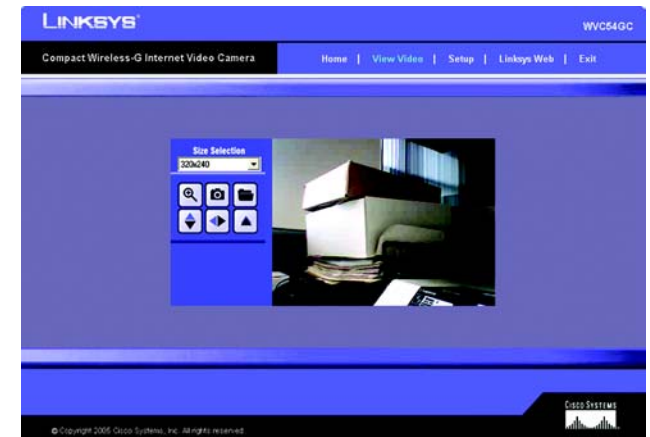 LINKSYS®
WVC54GC
Compact Wireless-G Internet Video Camera
Home | View Video | Setup | Linksys Web | Exit
Size Selection
320x240
CISCO SYSTEMS
© Copyright 2005 Cisco Systems, Inc. All rights reserved.